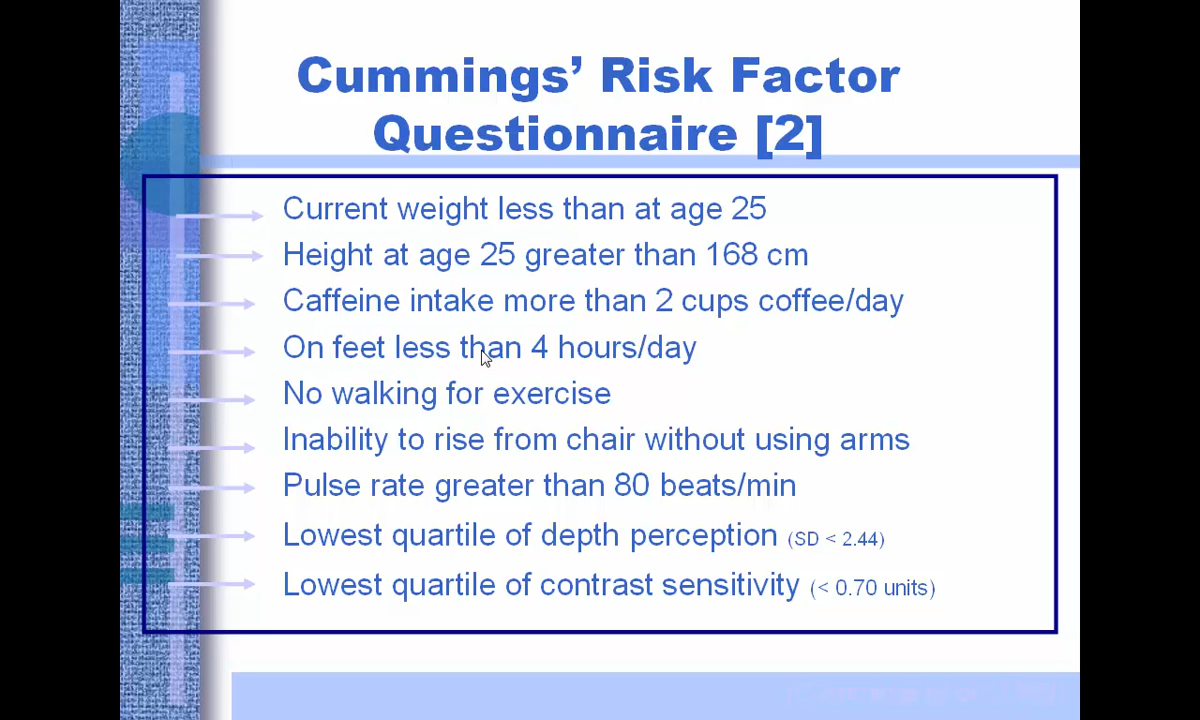 Cummings’ Risk Factor
Questionnaire [2]
Current weight less than at age 25
Height at age 25 greater than 168 cm
Caffeine intake more than 2 cups coffee/day
On feet less than 4 hours/day
No walking for exercise
Inability to rise from chair without using arms
Pulse rate greater than 80 beats/min
Lowest quartile of depth perception (SD < 2.44)
Lowest quartile of contrast sensitivity (< 0.70 units)